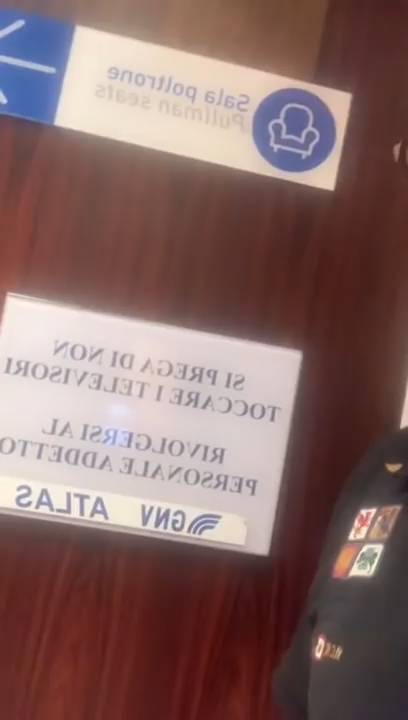 Sala poltrone
Pullman seats
SI PREGA DI NON
TOCCARE I TELEVISORI
RIVOLGERSI AL
PERSONALE ADDETTO
GNV ATLAS